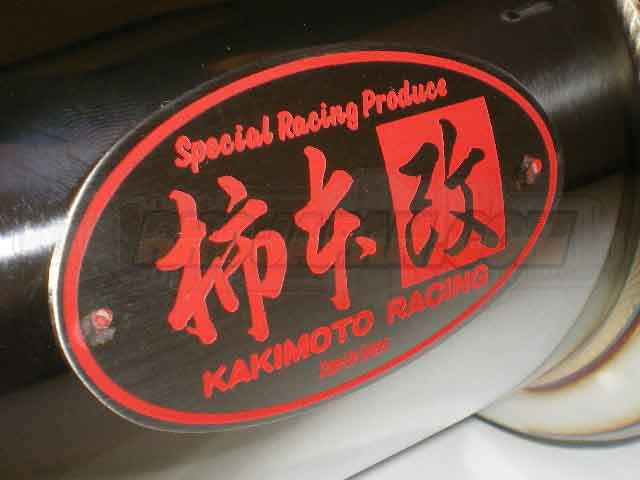 Special Racing Produce
柿本改
KAKIMOTO RACING